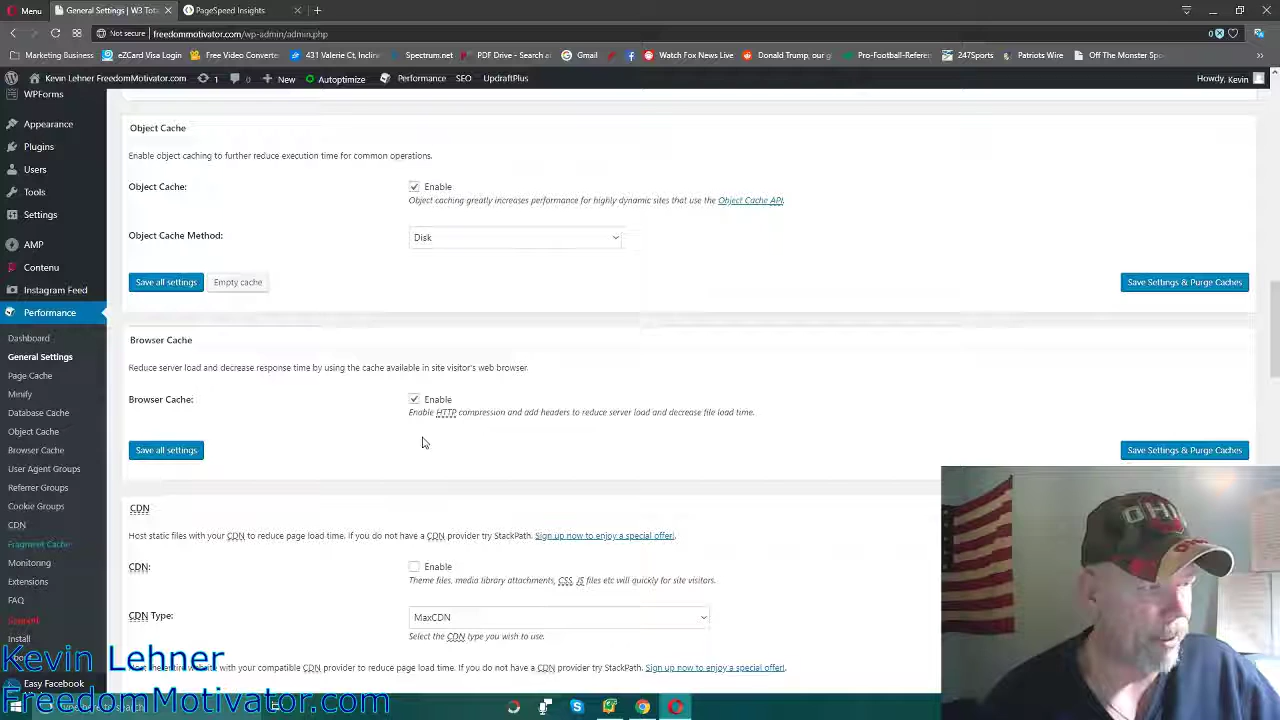 Menu
General Settings | W3 Tota
PageSpeed Insights
Not secure
freedommotivator.com/wp-admin/admin.php
Marketing Business
eZCard Visa Login
Free Video Converte
431 Valley Ct, Inclin
Spectrum.net
PDF Drive - Search a
Gmail
Watch Fox News Live
Donald Trump, our g
Pro-Football-Referen
247Sports
Patriots Wire
Off The Monster Sp
Kevin Lehner FreedomMotivator.com
1
0
New
Autoptimize
Performance
SEO
UpdraftPlus
Howdy, Kevin
WPForms
Appearance
Plugins
Users
Tools
Settings
AMP
Contenu
Instagram Feed
Performance
Dashboard
General Settings
Page Cache
Minify
Database Cache
Object Cache
Browser Cache
User Agent Groups
Referrer Groups
Cookie Groups
CDN
Fragment Cache
Monitoring
Extensions
FAQ
Support
Install
Easy Facebook
Object Cache
Enable object caching to further reduce execution time for common operations.
Object Cache:
Enable
Object caching greatly increases performance for highly dynamic sites that use the Object Cache API.
Object Cache Method:
Disk
Save all settings
Empty cache
Save Settings & Purge Caches
Browser Cache
Reduce server load and decrease response time by using the cache available in site visitor's web browser.
Browser Cache:
Enable
Enable HTTP compression and add headers to reduce server load and decrease file load time.
Save all settings
Save Settings & Purge Caches
CDN
Host static files with your CDN to reduce page load time. If you do not have a CDN provider try StackPath. Sign up now to enjoy a special offer!.
CDN:
Enable
Theme files, media library attachments, CSS, JS files etc will quickly for site visitors.
CDN Type:
MaxCDN
Select the CDN type you wish to use.
website with your compatible CDN provider to reduce page load time. If you do not have a CDN provider try StackPath. Sign up now to enjoy a special offer!.
Kevin Lehner
FreedomMotivator.com